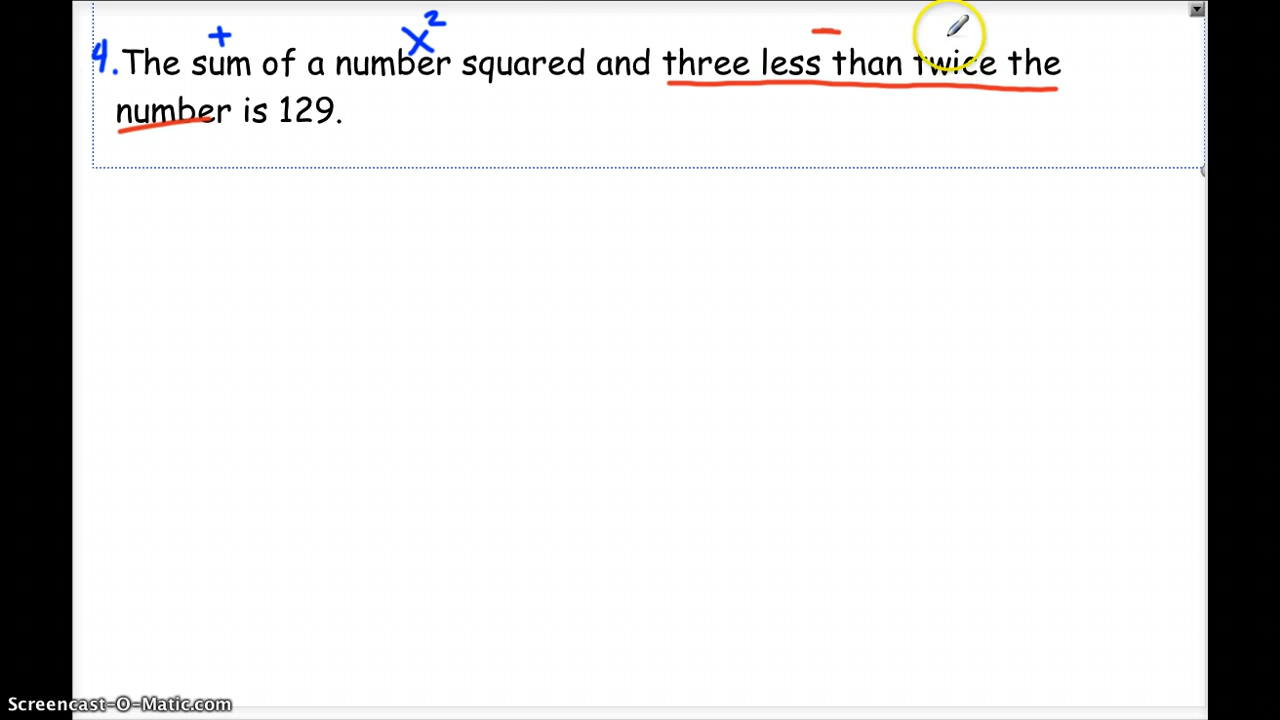 + x²
4. The sum of a number squared and three less than twice the
number is 129.
Screencast-O-Matic.com